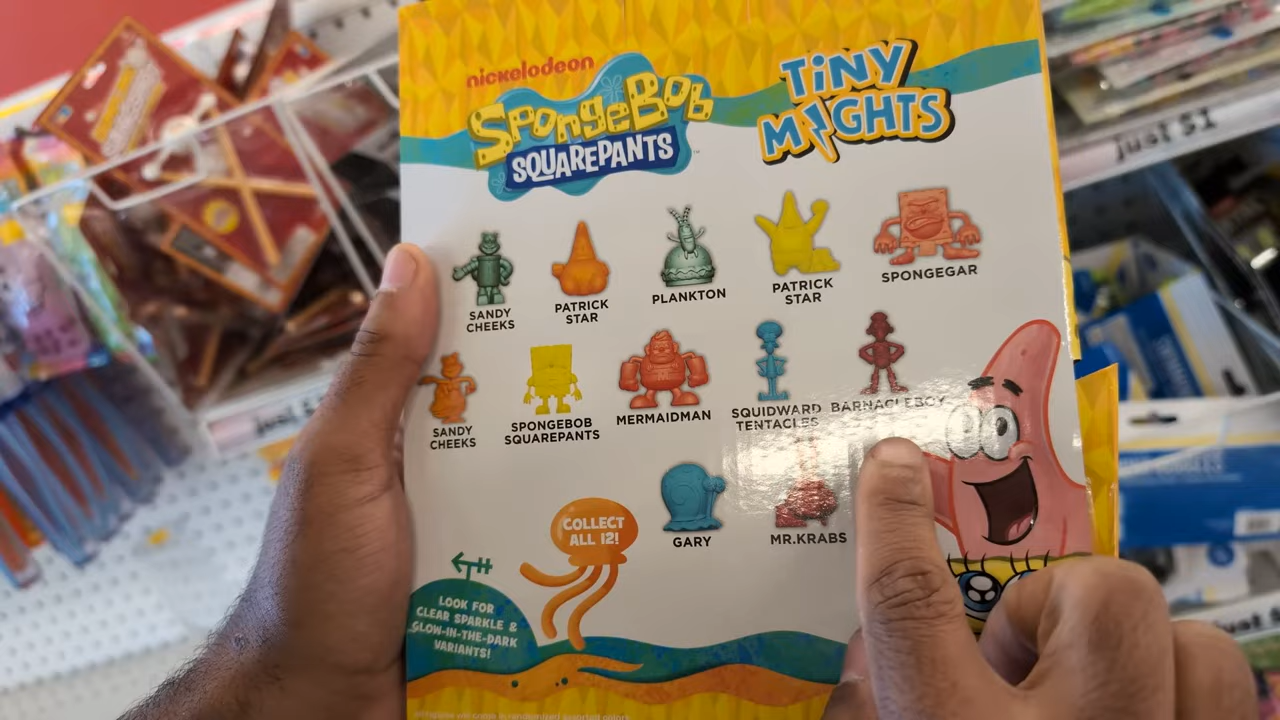 nickelodeon
SpongeBob
SQUAREPANTS
TiNY
MiGHTS
just $1
SANDY
CHEEKS
PATRICK
STAR
PLANKTON
PATRICK
STAR
SPONGEGAR
SANDY
CHEEKS
SPONGEBOB
SQUAREPANTS
MERMAIDMAN
SQUIDWARD
TENTACLES
BARNACLEBOY
GARY
MR.KRABS
COLLECT
ALL 12!
LOOK FOR
CLEAR SPARKLE &
GLOW-IN-THE-DARK
VARIANTS!